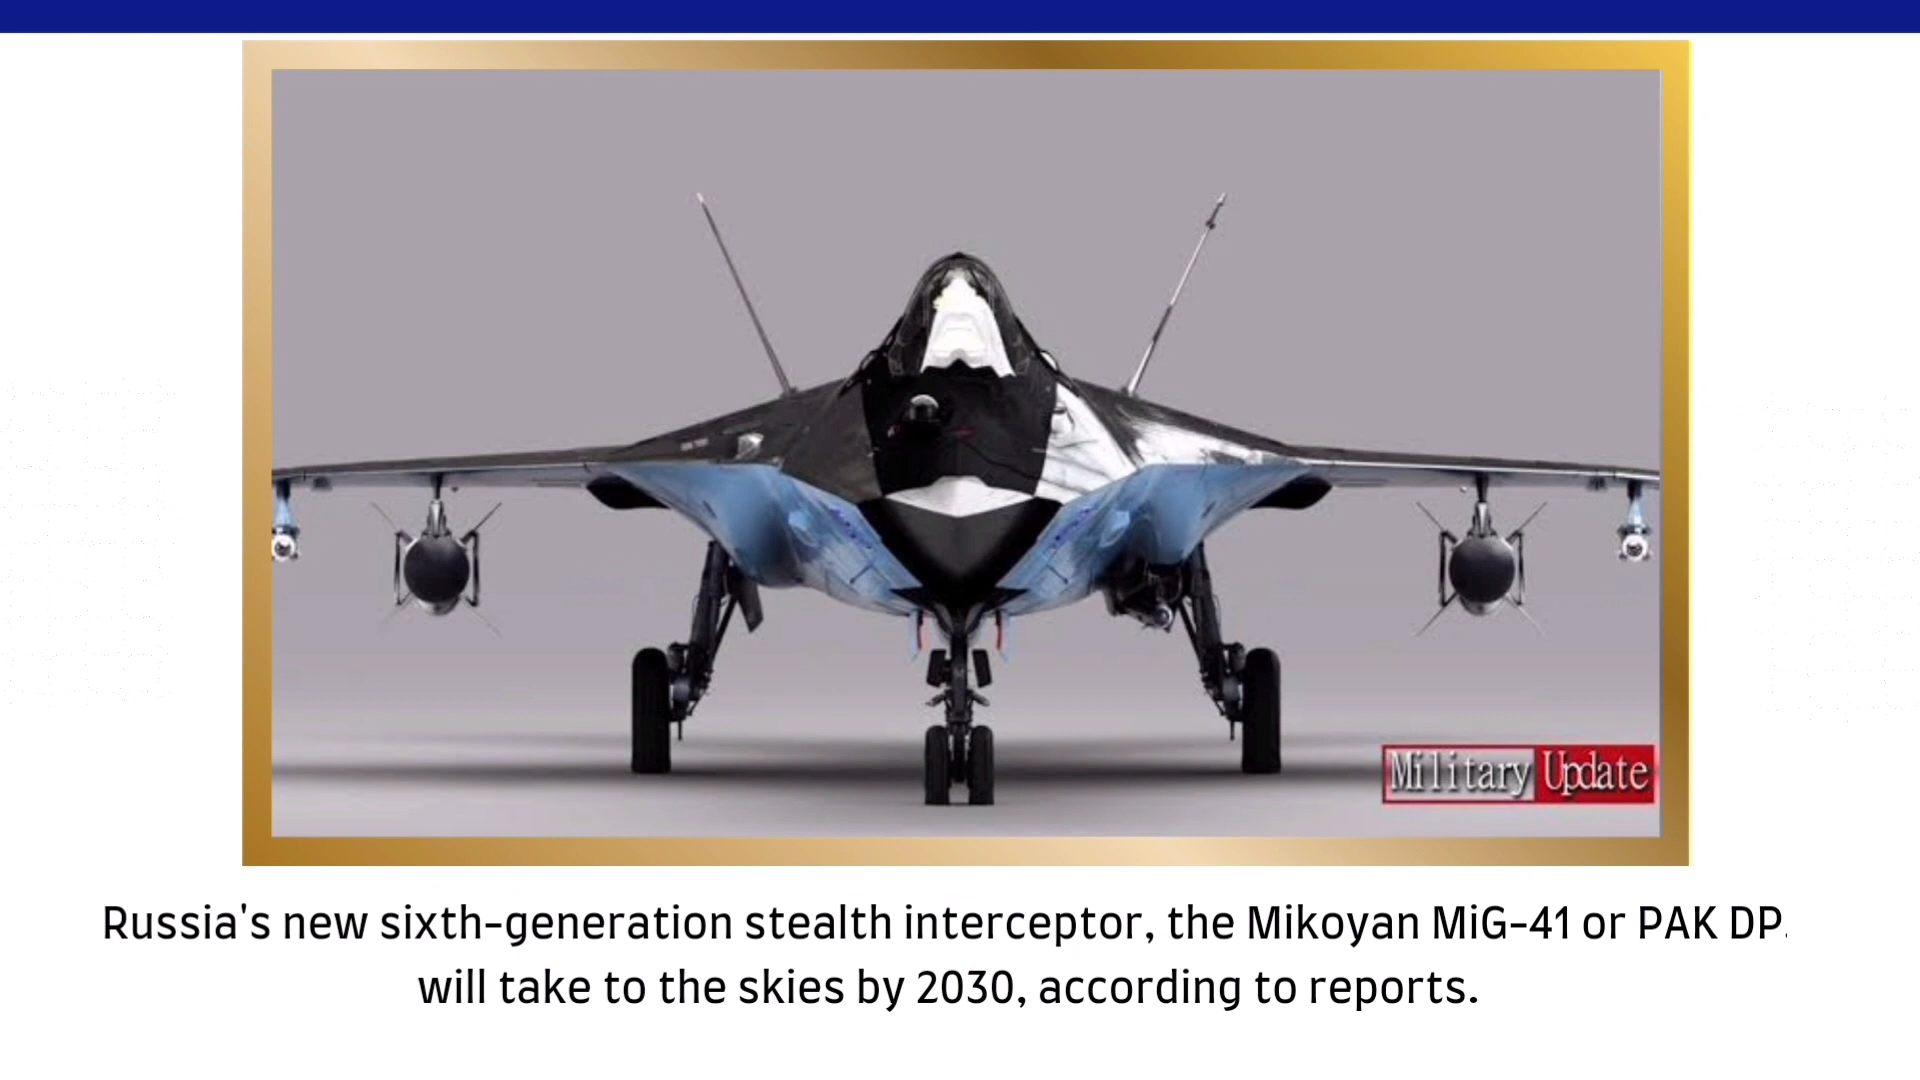 Military Update
Russia's new sixth-generation stealth interceptor, the Mikoyan MiG-41 or PAK DP.
will take to the skies by 2030, according to reports.